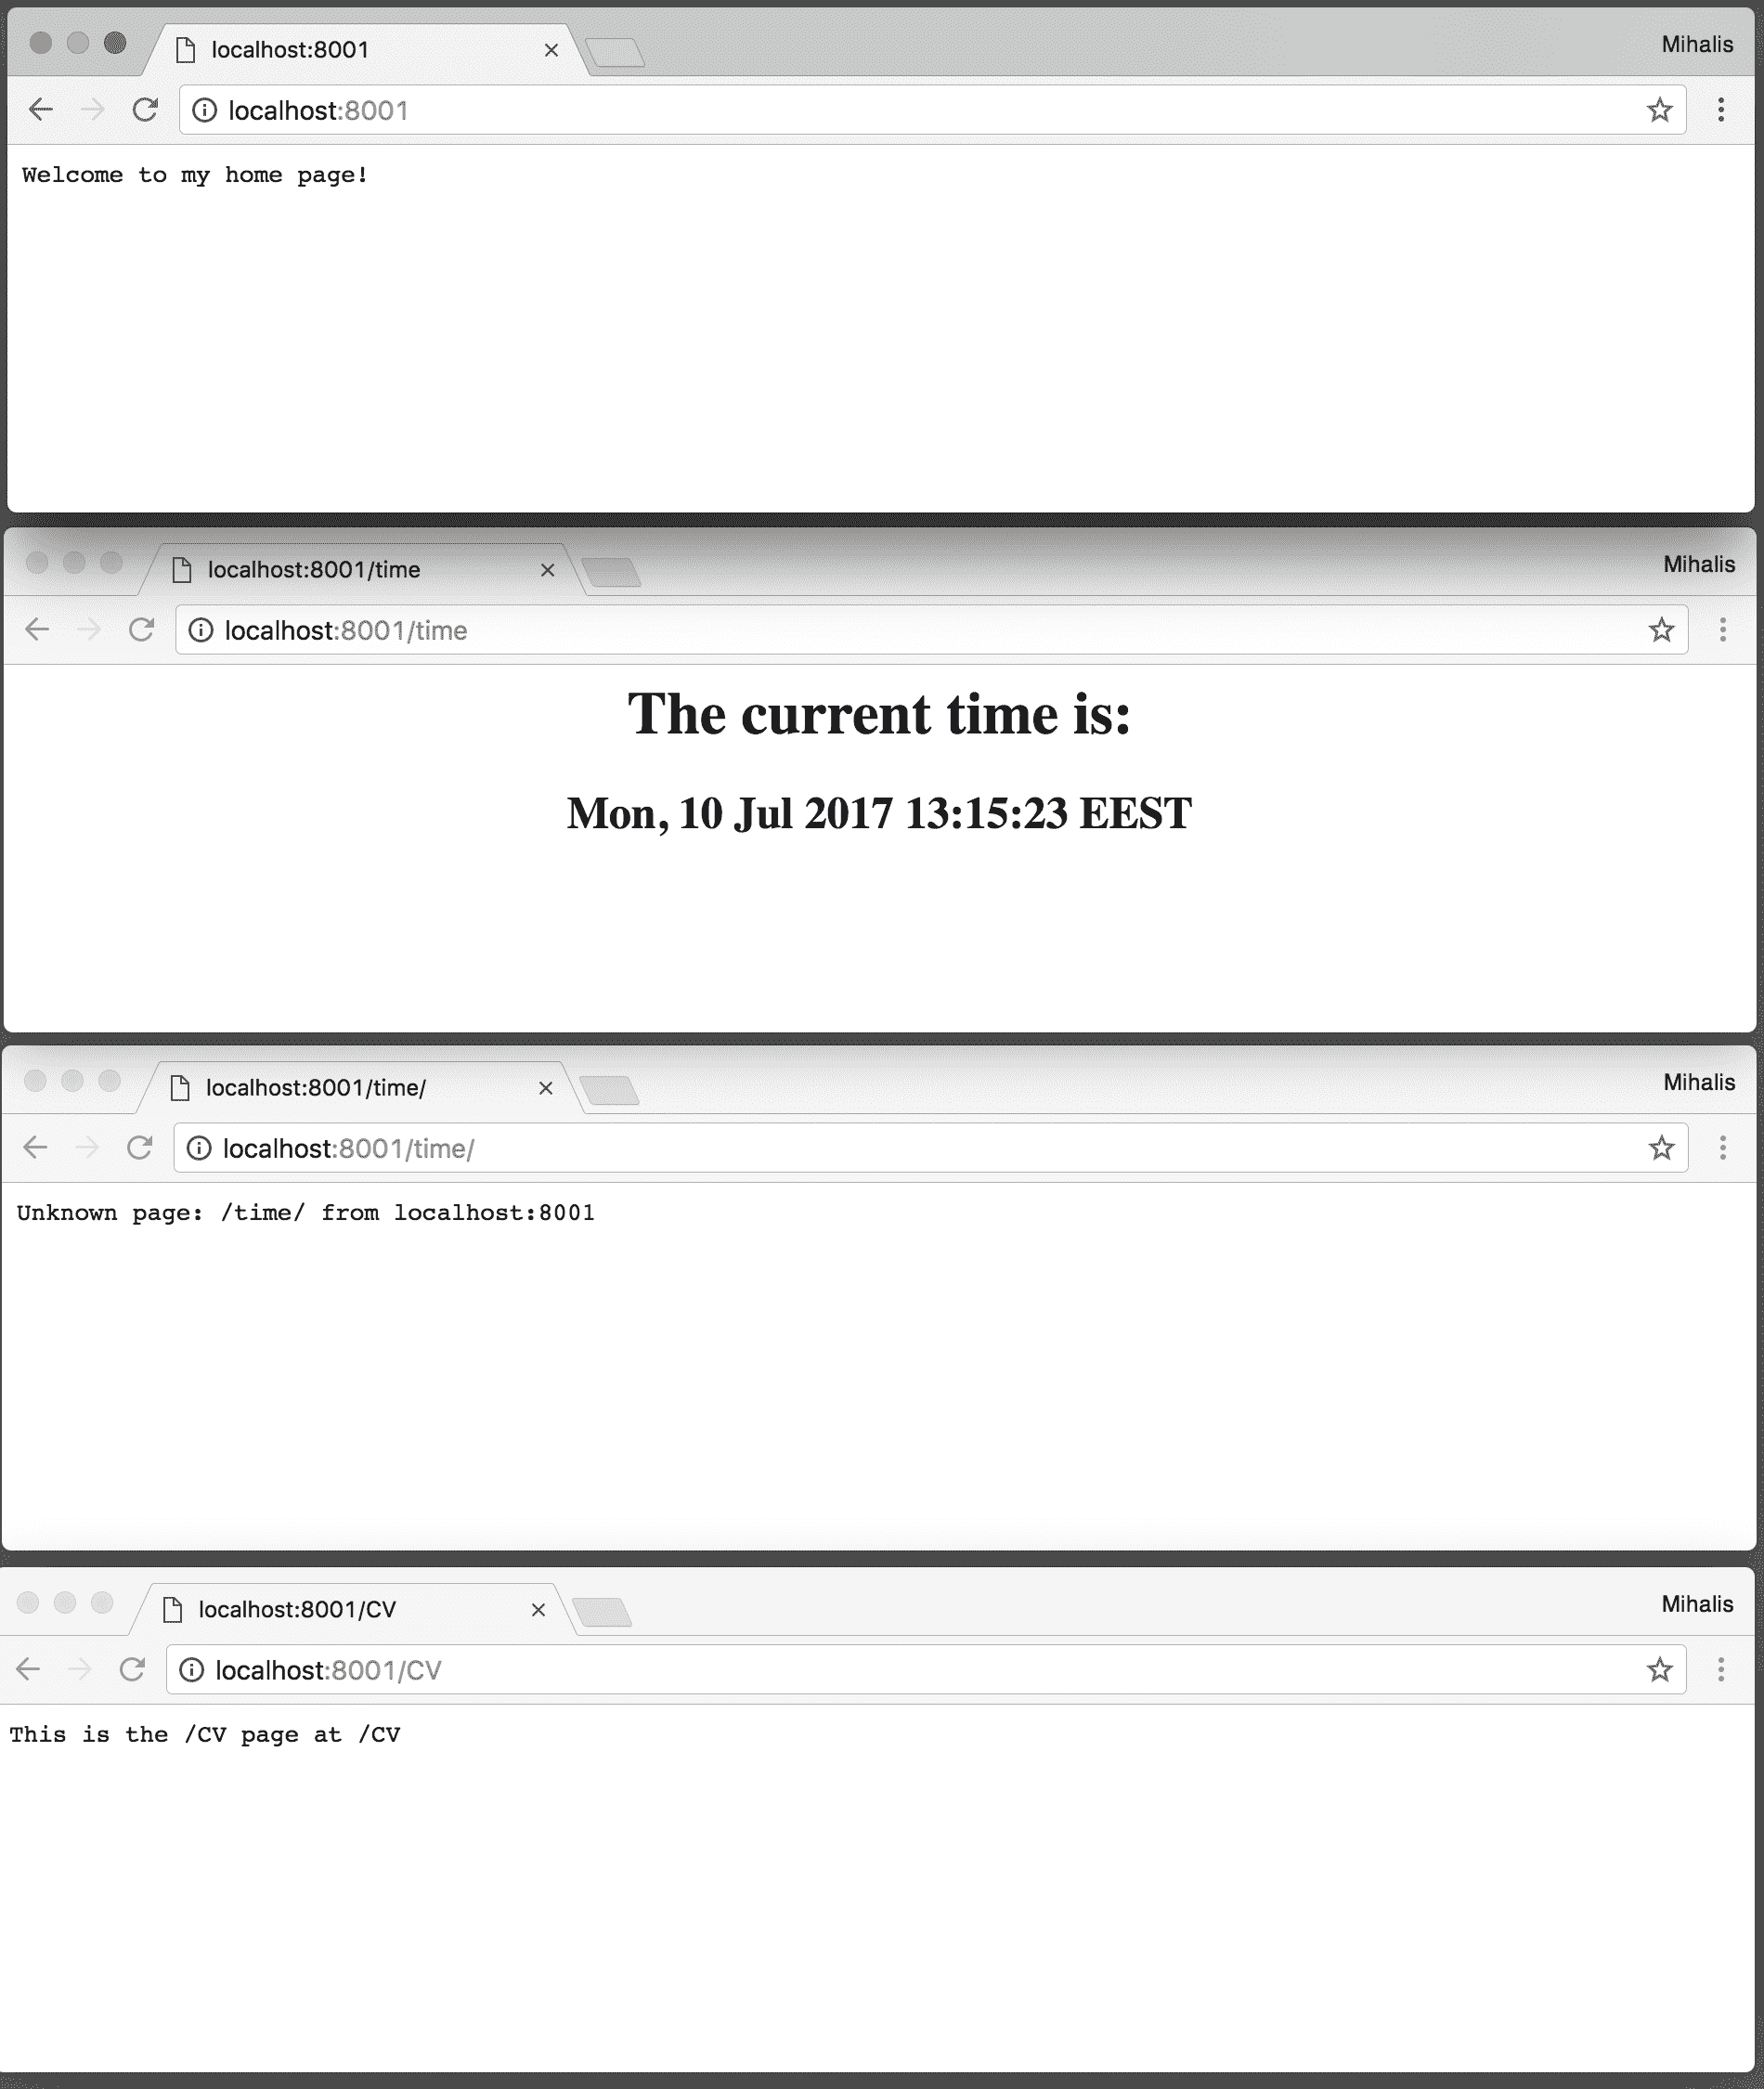 localhost:8001
Mihalis
localhost:8001
Welcome to my home page!
localhost:8001/time
Mihalis
localhost:8001/time
The current time is:
Mon, 10 Jul 2017 13:15:23 EEST
localhost:8001/time/
Mihalis
localhost:8001/time/
Unknown page: /time/ from localhost:8001
localhost:8001/CV
Mihalis
localhost:8001/CV
This is the /CV page at /CV